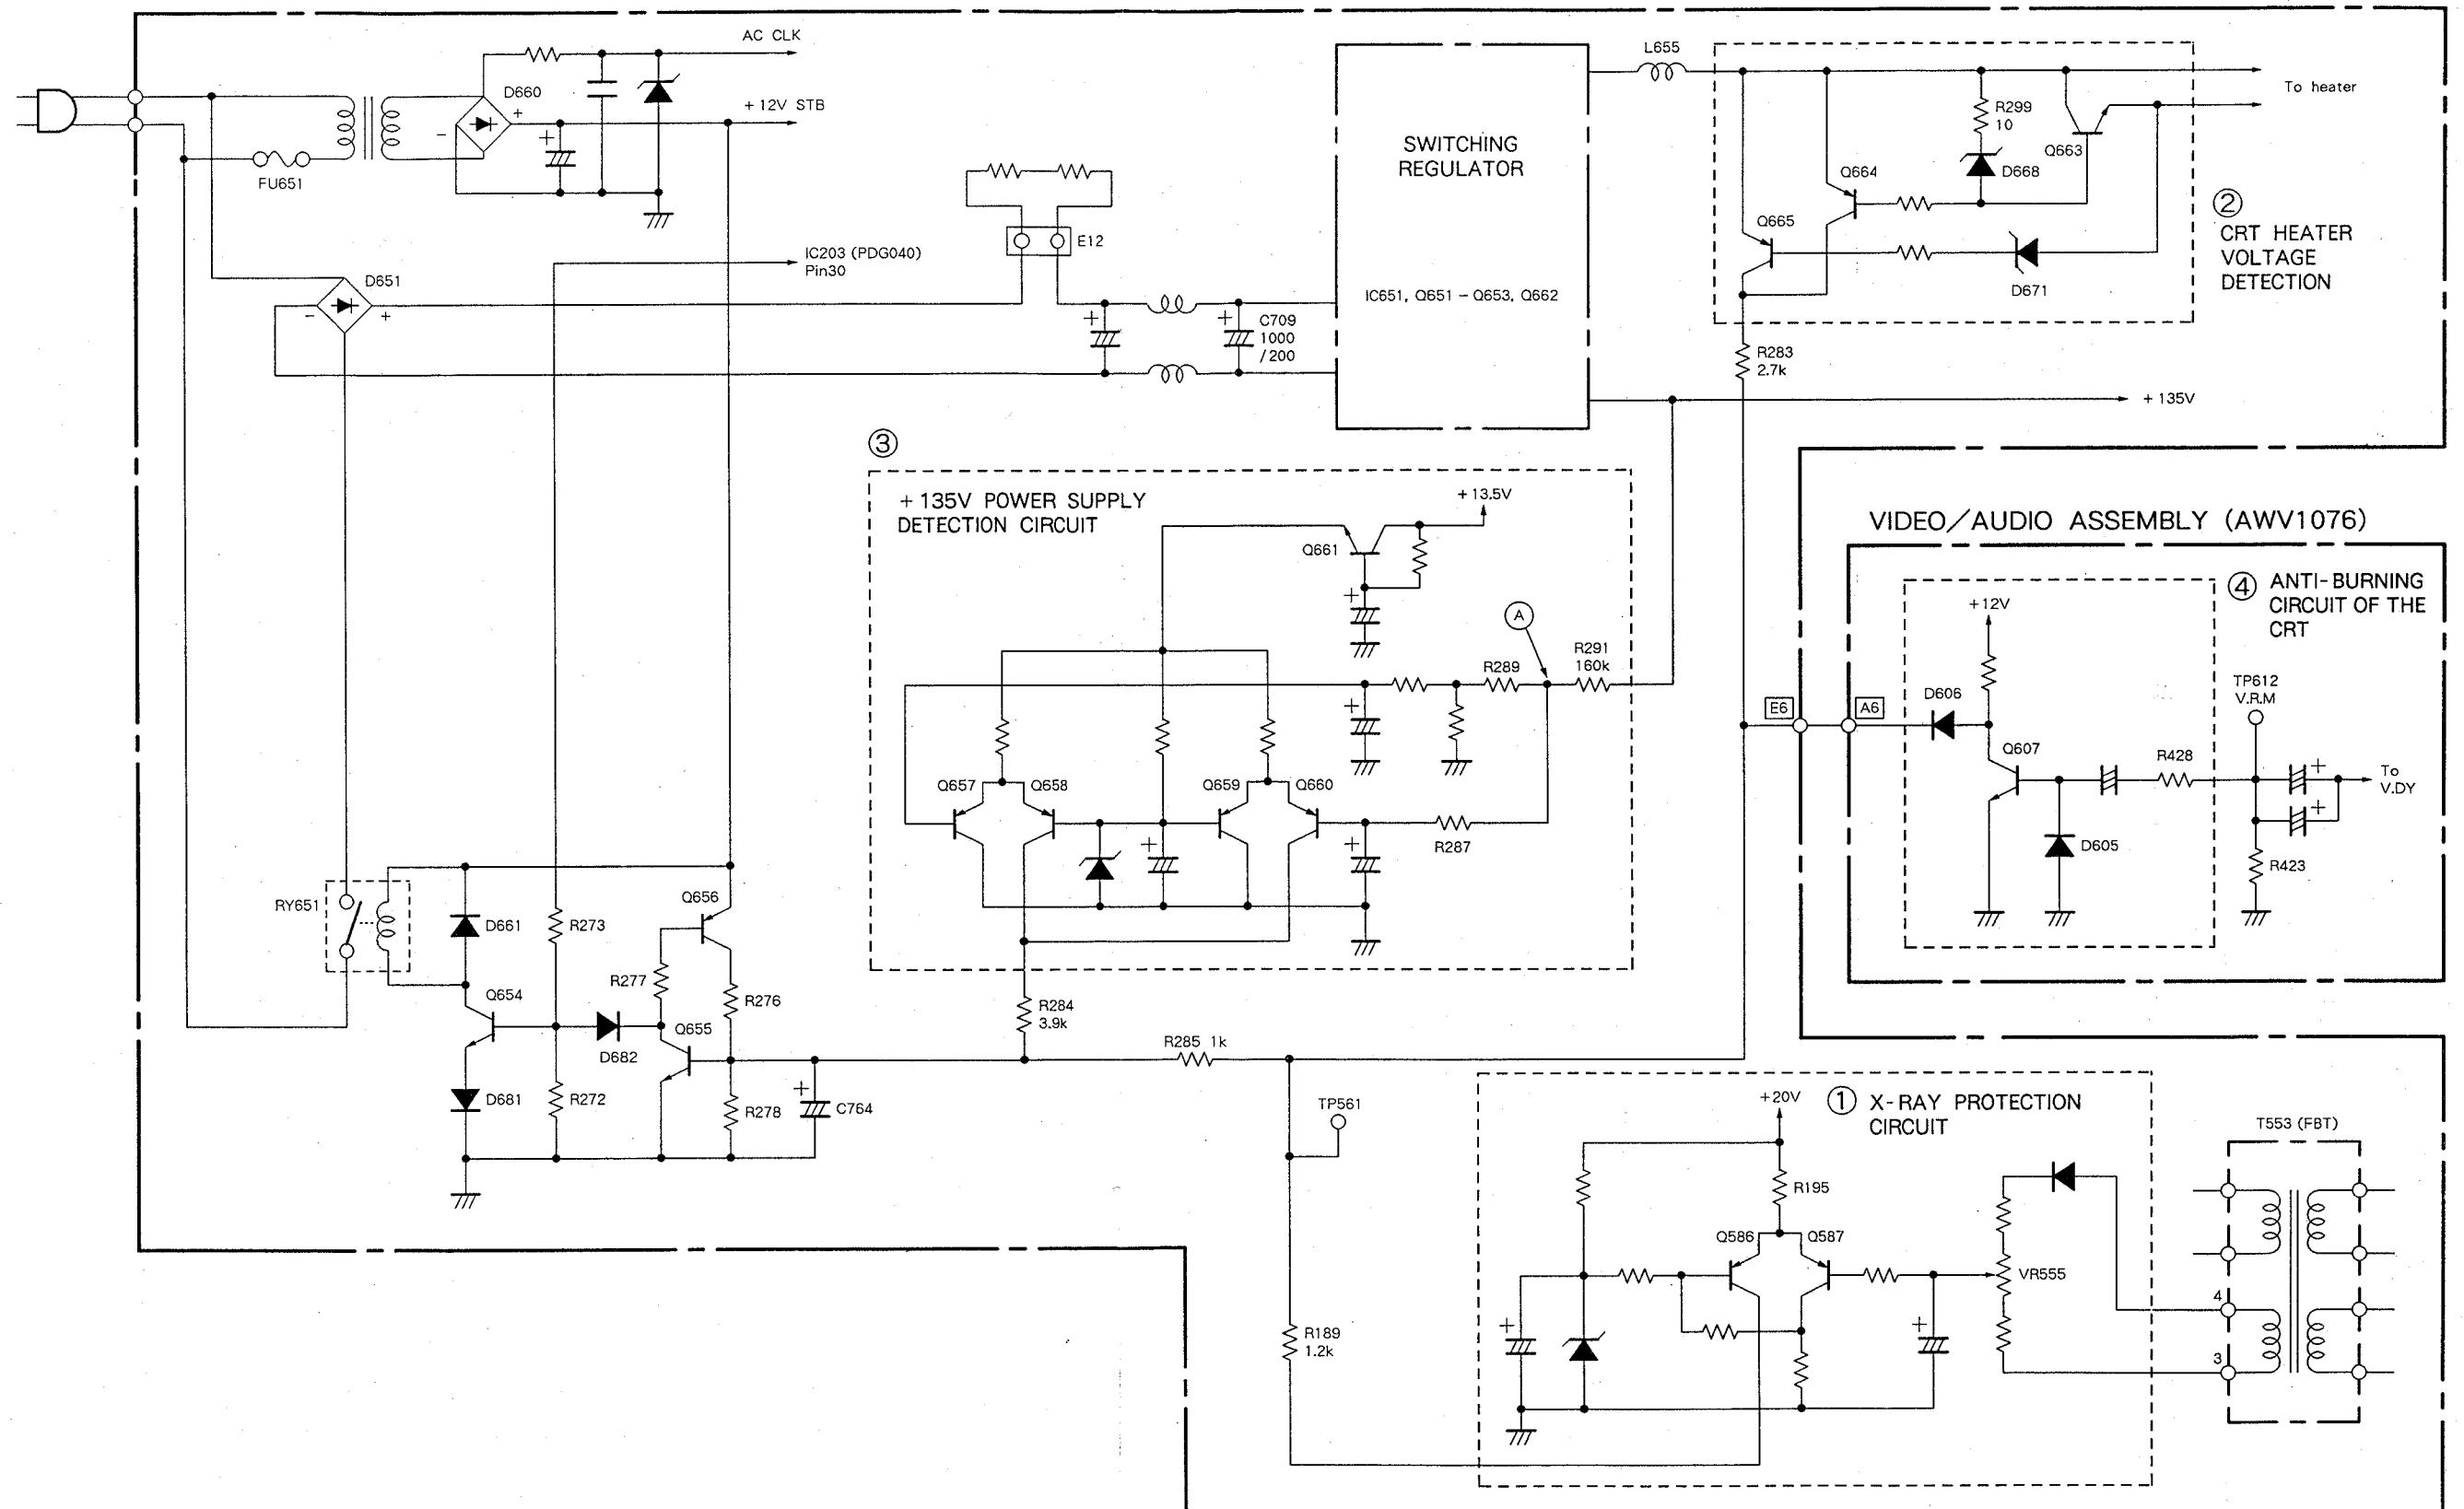 AC CLK
D660
+
−
+
+12V STB
FU651
D651
−
+
IC203 (PDG040)
Pin30
E12
+
+
C709
1000
/200
SWITCHING
REGULATOR
IC651, Q651 – Q653, Q662
L655
To heater
R299
10
D668
Q663
Q664
Q665
D671
②
CRT HEATER
VOLTAGE
DETECTION
R283
2.7k
+135V
③
+135V POWER SUPPLY
DETECTION CIRCUIT
+13.5V
Q661
+
A
R289
R291
160k
+
Q657
Q658
Q659
Q660
+
+
R287
VIDEO/AUDIO ASSEMBLY (AWV1076)
④ ANTI-BURNING
CIRCUIT OF THE
CRT
+12V
D606
E6
A6
Q607
R428
TP612
V.R.M
+
+
To
V.DY
D605
R423
RY651
D661
R273
Q656
R277
R276
Q654
Q655
D682
D681
R272
R278
+
C764
R284
3.9k
R285 1k
TP561
R189
1.2k
① X-RAY PROTECTION
CIRCUIT
+20V
R195
Q586
Q587
VR555
+
+
T553 (FBT)
4
3